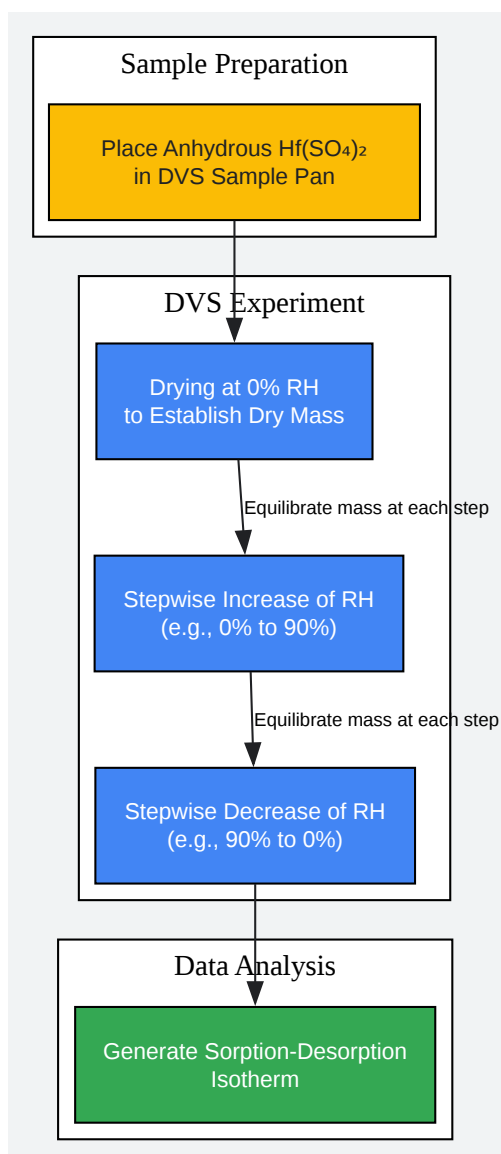 Sample Preparation
Place Anhydrous Hf(SO₄)₂
in DVS Sample Pan
DVS Experiment
Drying at 0% RH
to Establish Dry Mass
Equilibrate mass at each step
Stepwise Increase of RH
(e.g., 0% to 90%)
Equilibrate mass at each step
Stepwise Decrease of RH
(e.g., 90% to 0%)
Data Analysis
Generate Sorption-Desorption
Isotherm